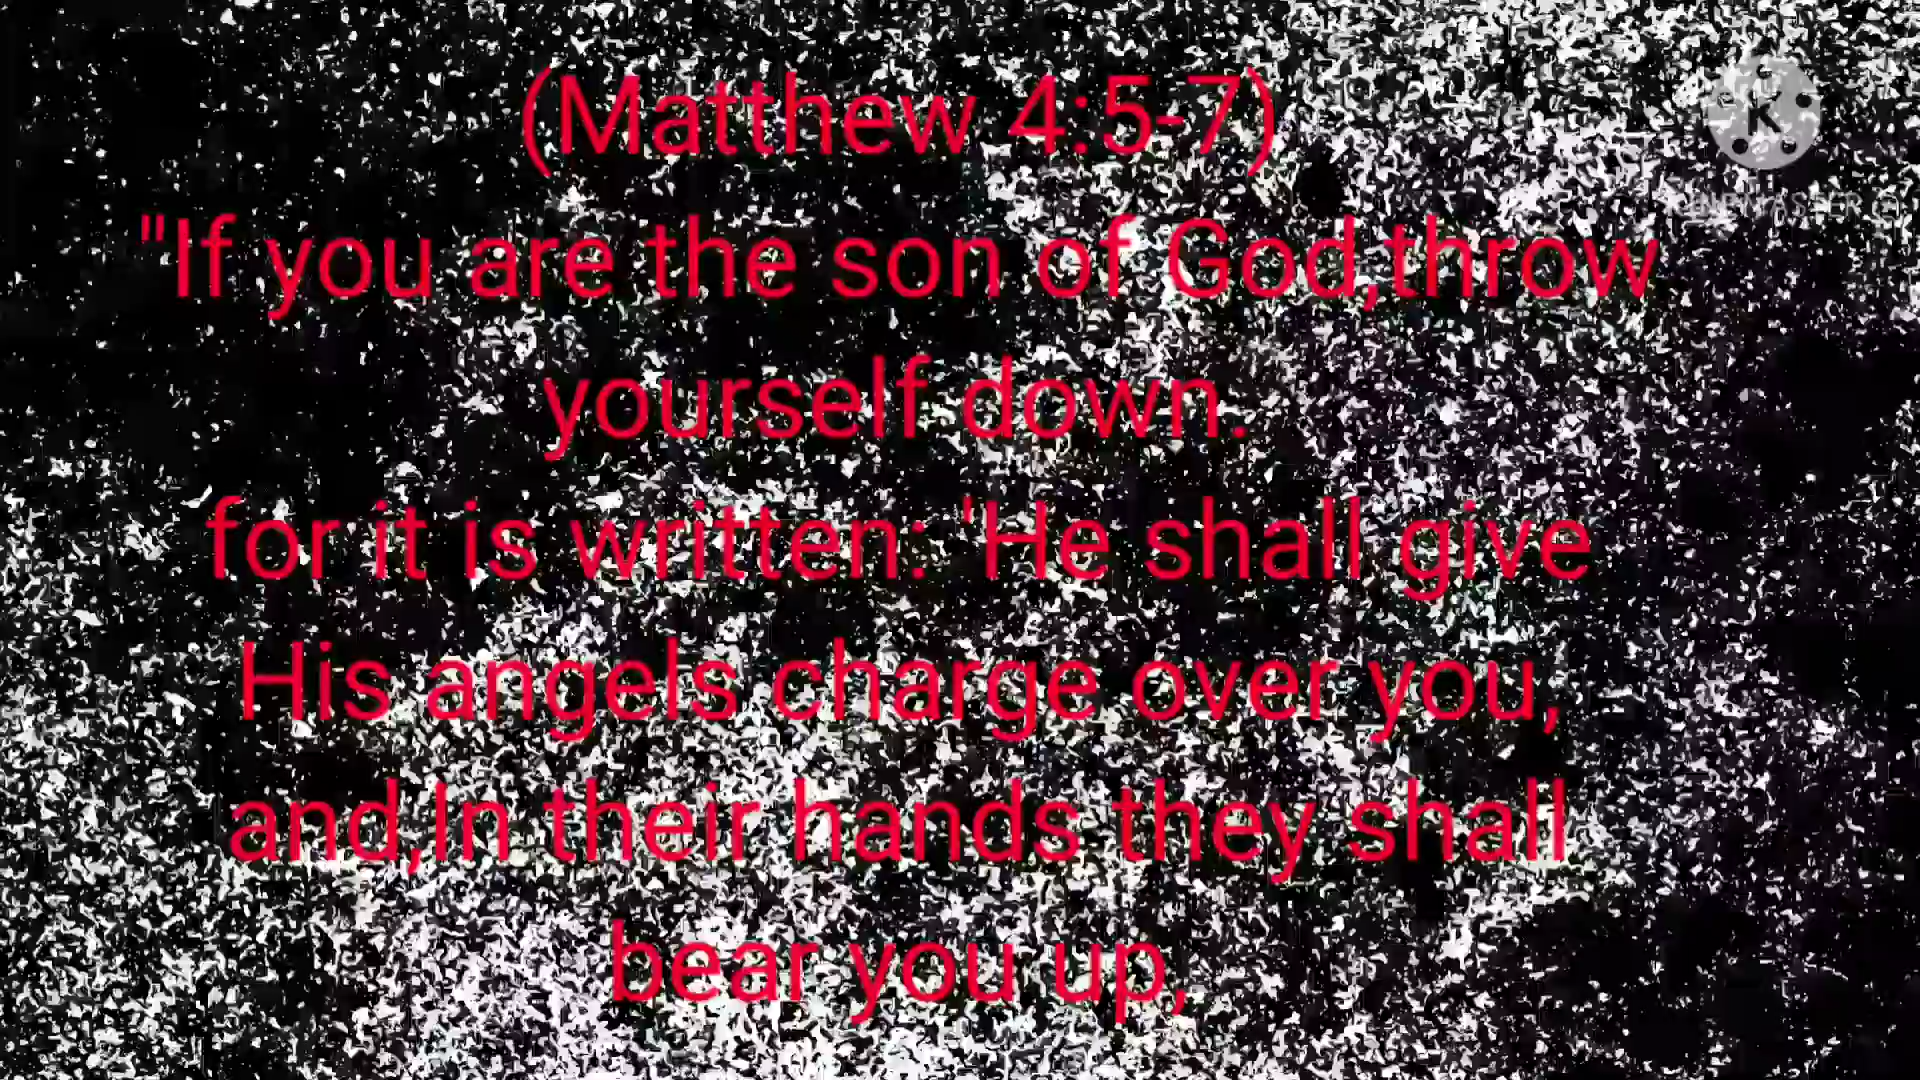 (Matthew 4:5-7)
"If you are the son of God,throw
yourself down.
for it is written: 'He shall give
His angels charge over you,
and,In their hands they shall
bear you up,
K
KINEMASTER